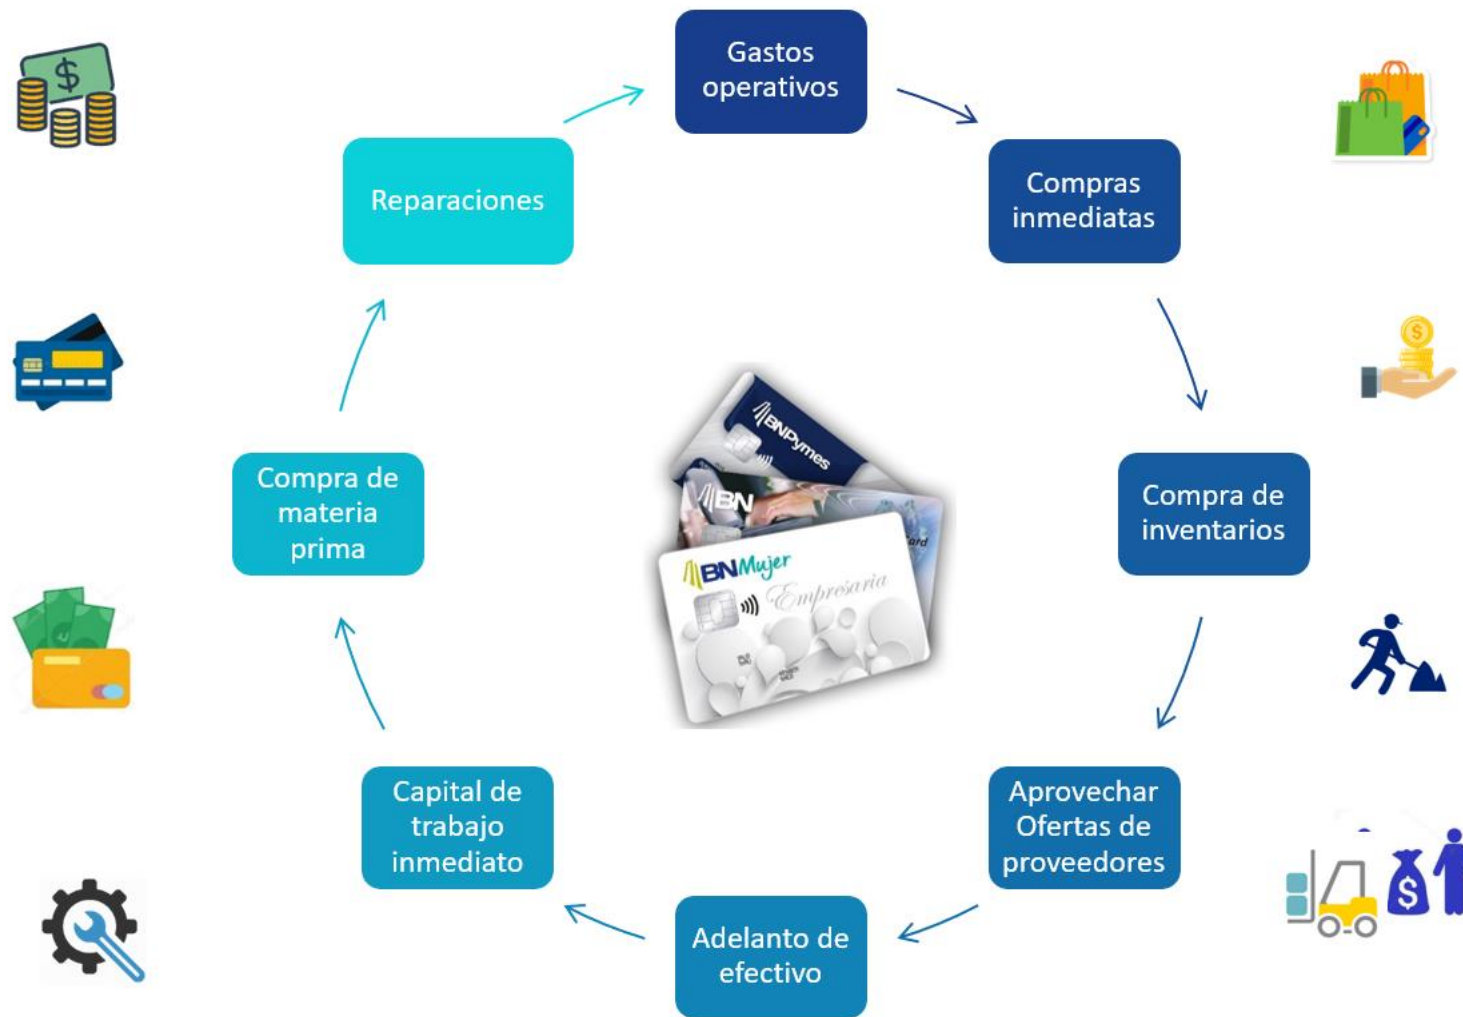 Gastos
operativos
Compras
inmediatas
Compra de
inventarios
Aprovechar
Ofertas de
proveedores
Adelanto de
efectivo
Capital de
trabajo
inmediato
Compra de
materia
prima
Reparaciones
BNPymes
BN
Card
BNMujer
Empresaria
$
$
$